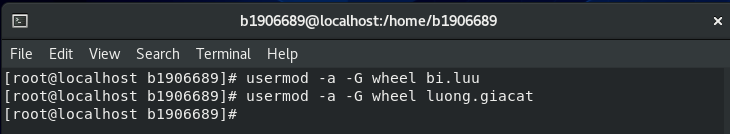 b1906689@localhost:/home/b1906689
File Edit View Search Terminal Help
[root@localhost b1906689]# usermod -a -G wheel bi.luu
[root@localhost b1906689]# usermod -a -G wheel luong.giacat
[root@localhost b1906689]#